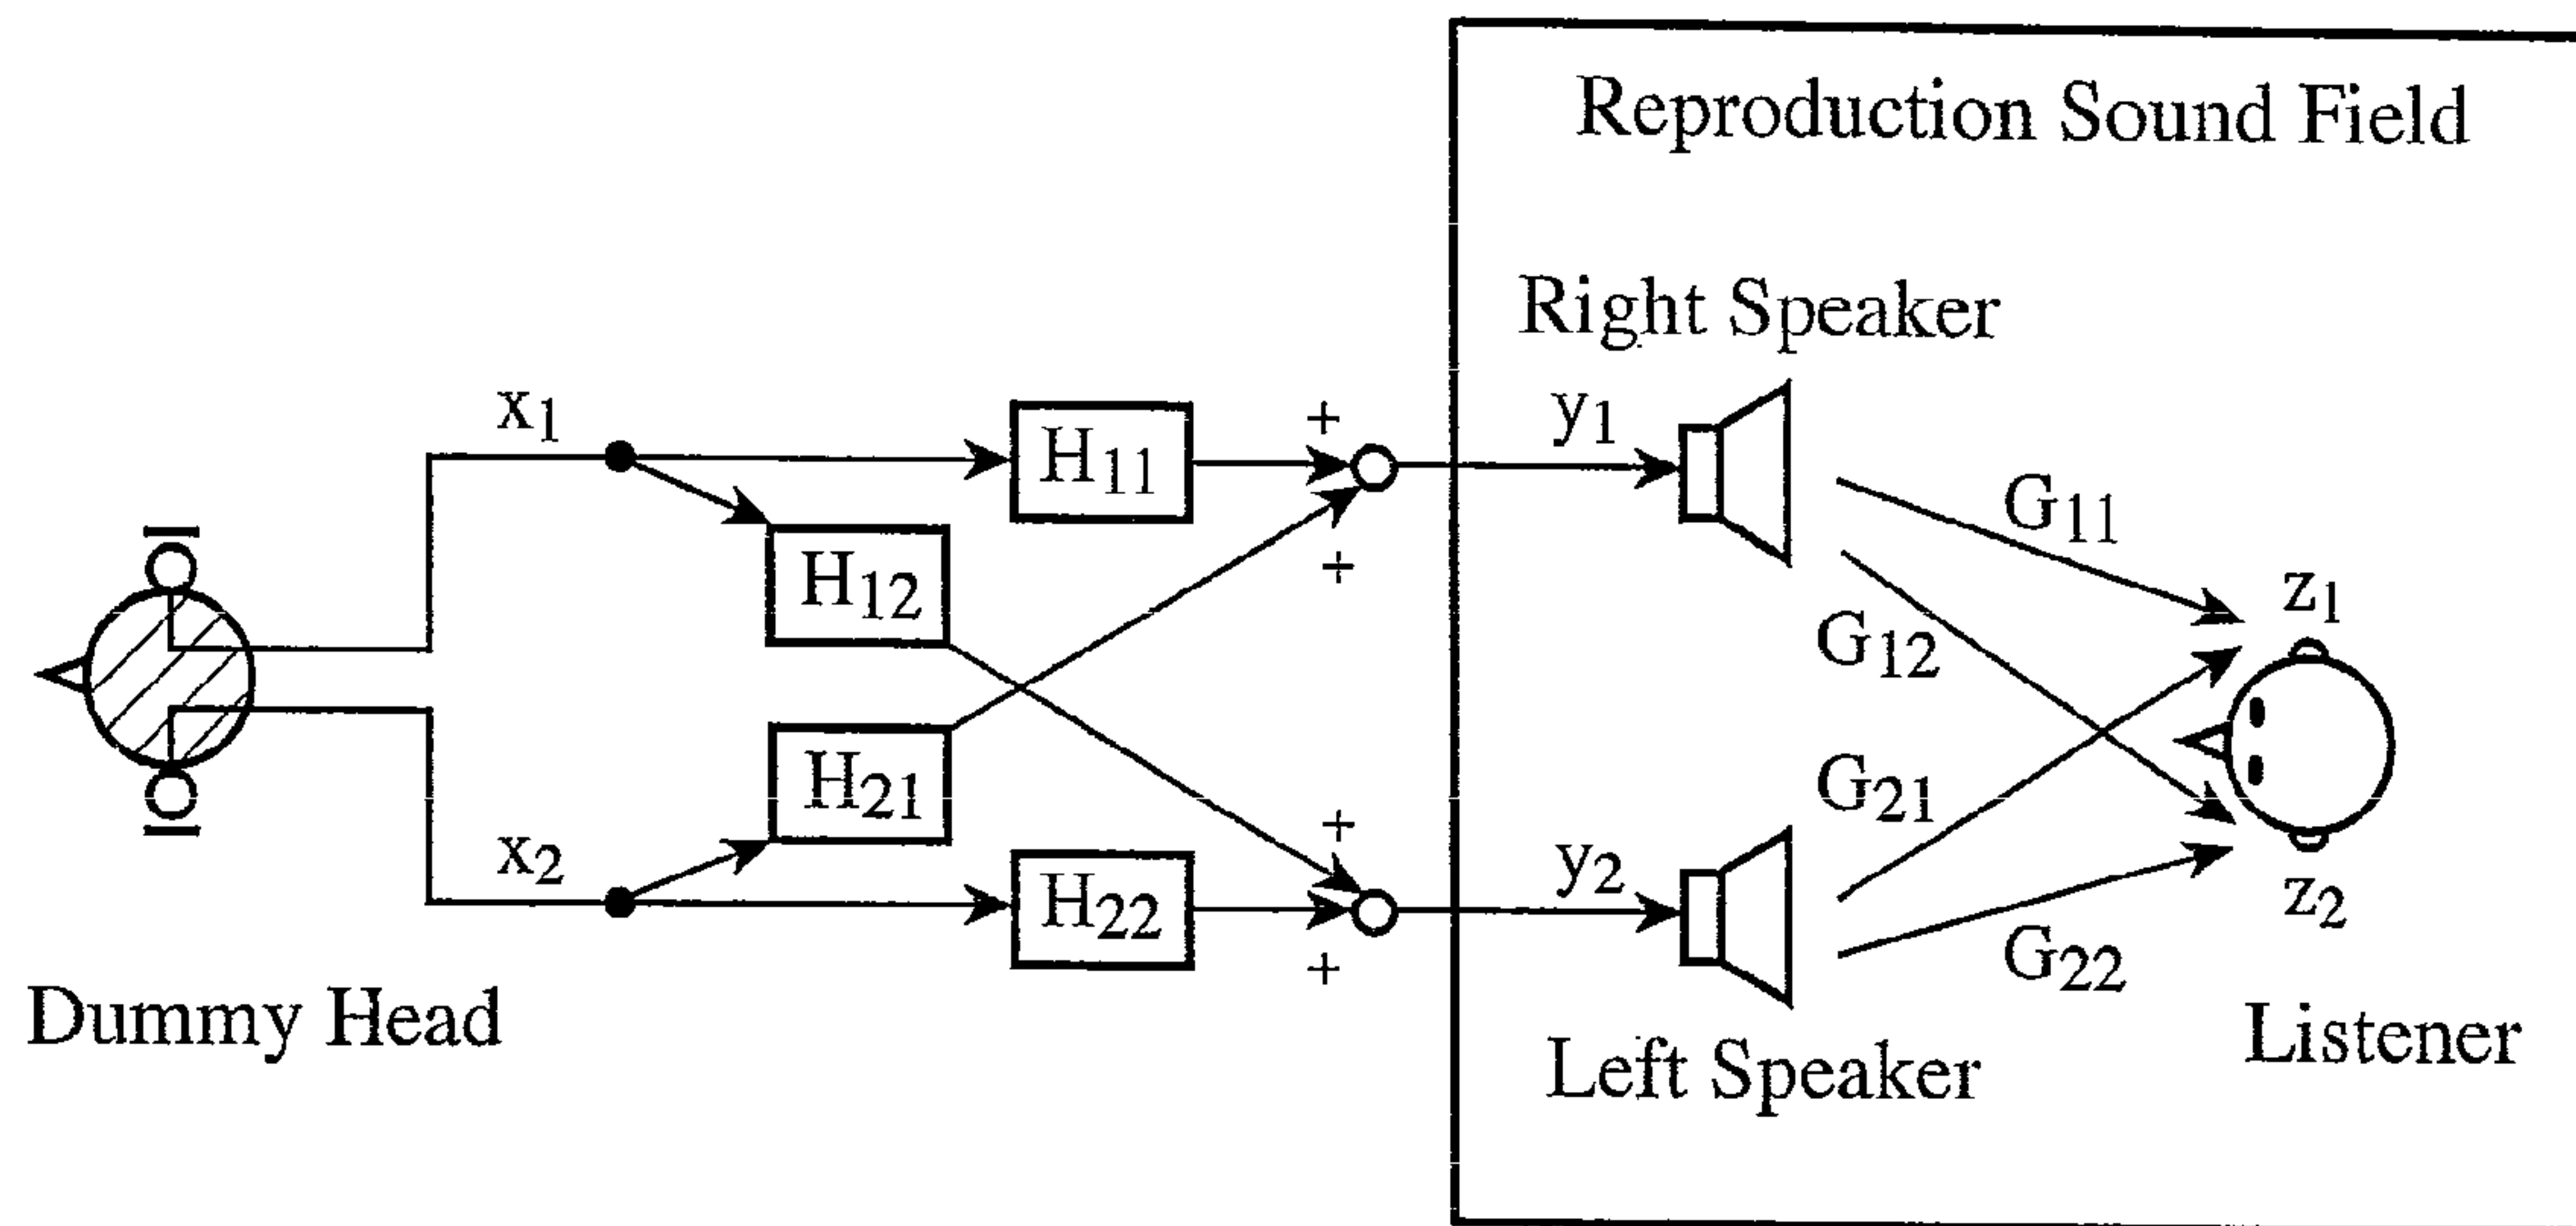 Reproduction Sound Field
Right Speaker
x₁
H₁₁
+
y₁
G₁₁
H₁₂
+
z₁
G₁₂
H₂₁
G₂₁
x₂
H₂₂
+
y₂
z₂
+
G₂₂
Dummy Head
Left Speaker
Listener